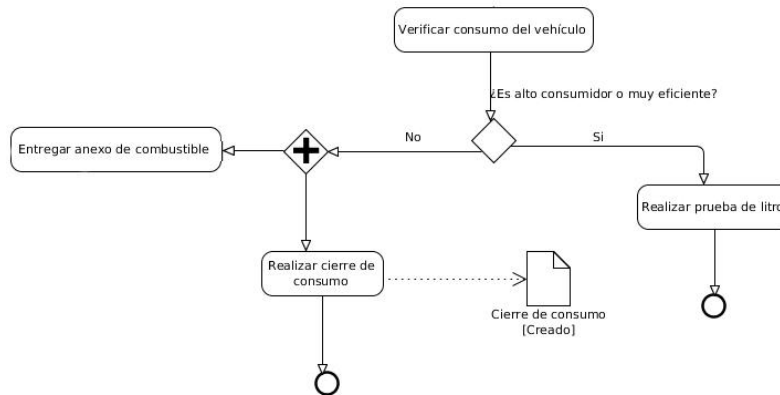 Verificar consumo del vehículo
¿Es alto consumidor o muy eficiente?
No
Si
Entregar anexo de combustible
Realizar prueba de litro
Realizar cierre de
consumo
Cierre de consumo
[Creado]